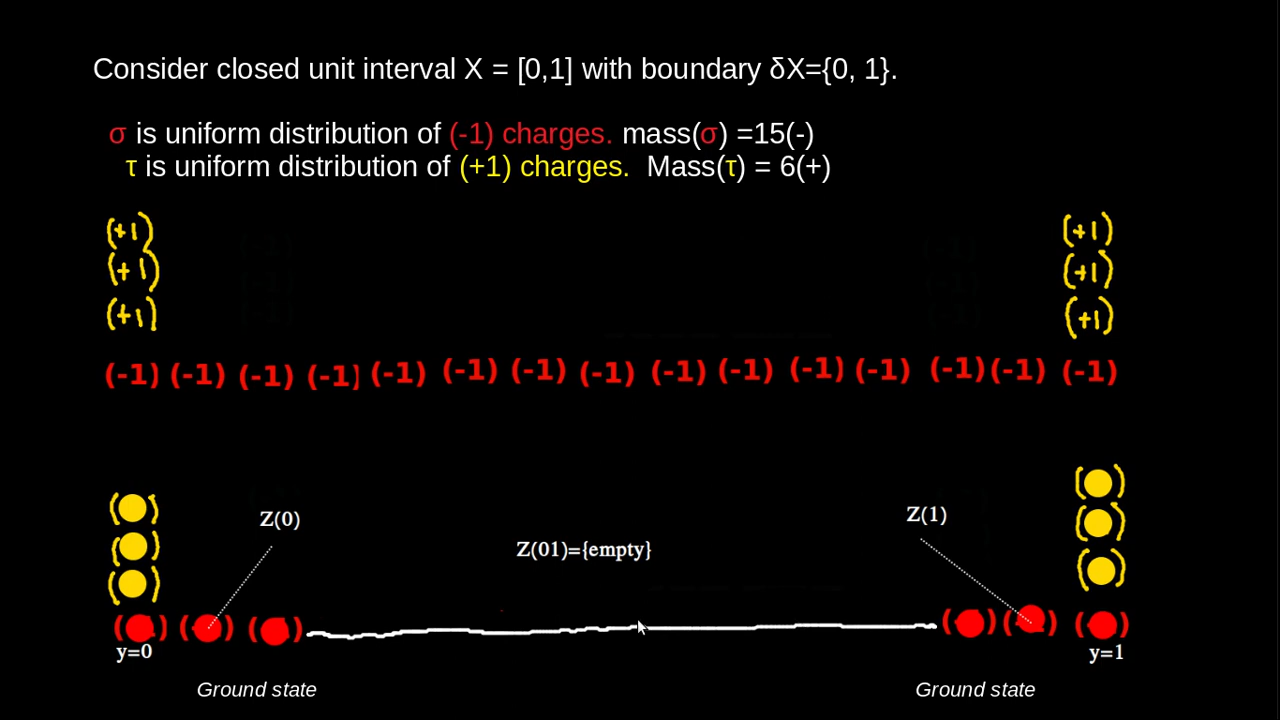 Consider closed unit interval X = [0,1] with boundary δX={0, 1}.
σ is uniform distribution of (-1) charges. mass(σ) =15(-)
τ is uniform distribution of (+1) charges. Mass(τ) = 6(+)
(+1) (+1)
(+1) (+1)
(+1) (+1)
(-1) (-1) (-1) (-1) (-1) (-1) (-1) (-1) (-1) (-1) (-1) (-1) (-1) (-1) (-1)
Z(0) Z(1)
Z(01)={empty}
y=0 y=1
Ground state Ground state